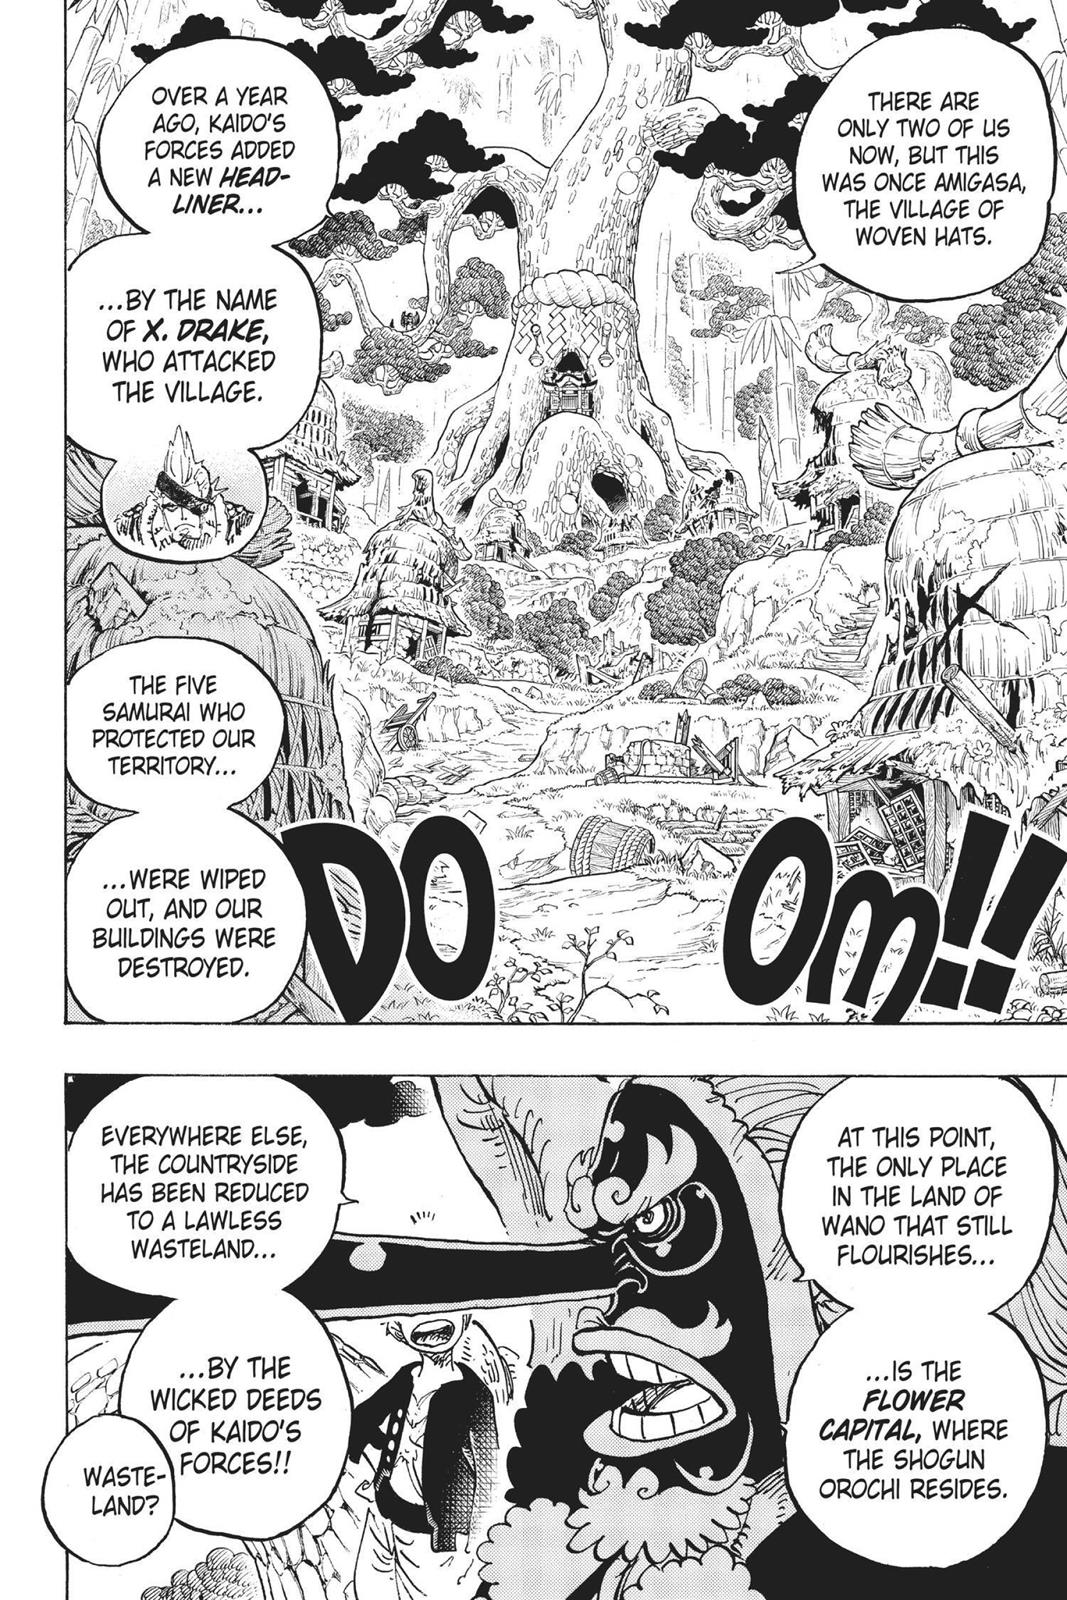 THERE ARE
ONLY TWO OF US
NOW, BUT THIS
WAS ONCE AMIGASA,
THE VILLAGE OF
WOVEN HATS.
OVER A YEAR
AGO, KAIDO'S
FORCES ADDED
A NEW HEAD-
LINER...
...BY THE NAME
OF X. DRAKE,
WHO ATTACKED
THE VILLAGE.
THE FIVE
SAMURAI WHO
PROTECTED OUR
TERRITORY...
...WERE WIPED
OUT, AND OUR
BUILDINGS WERE
DESTROYED.
DOOM!!
AT THIS POINT,
THE ONLY PLACE
IN THE LAND OF
WANO THAT STILL
FLOURISHES...
...IS THE
FLOWER
CAPITAL, WHERE
THE SHOGUN
OROCHI RESIDES.
EVERYWHERE ELSE,
THE COUNTRYSIDE
HAS BEEN REDUCED
TO A LAWLESS
WASTELAND...
...BY THE
WICKED DEEDS
OF KAIDO'S
FORCES!!
WASTE-
LAND?